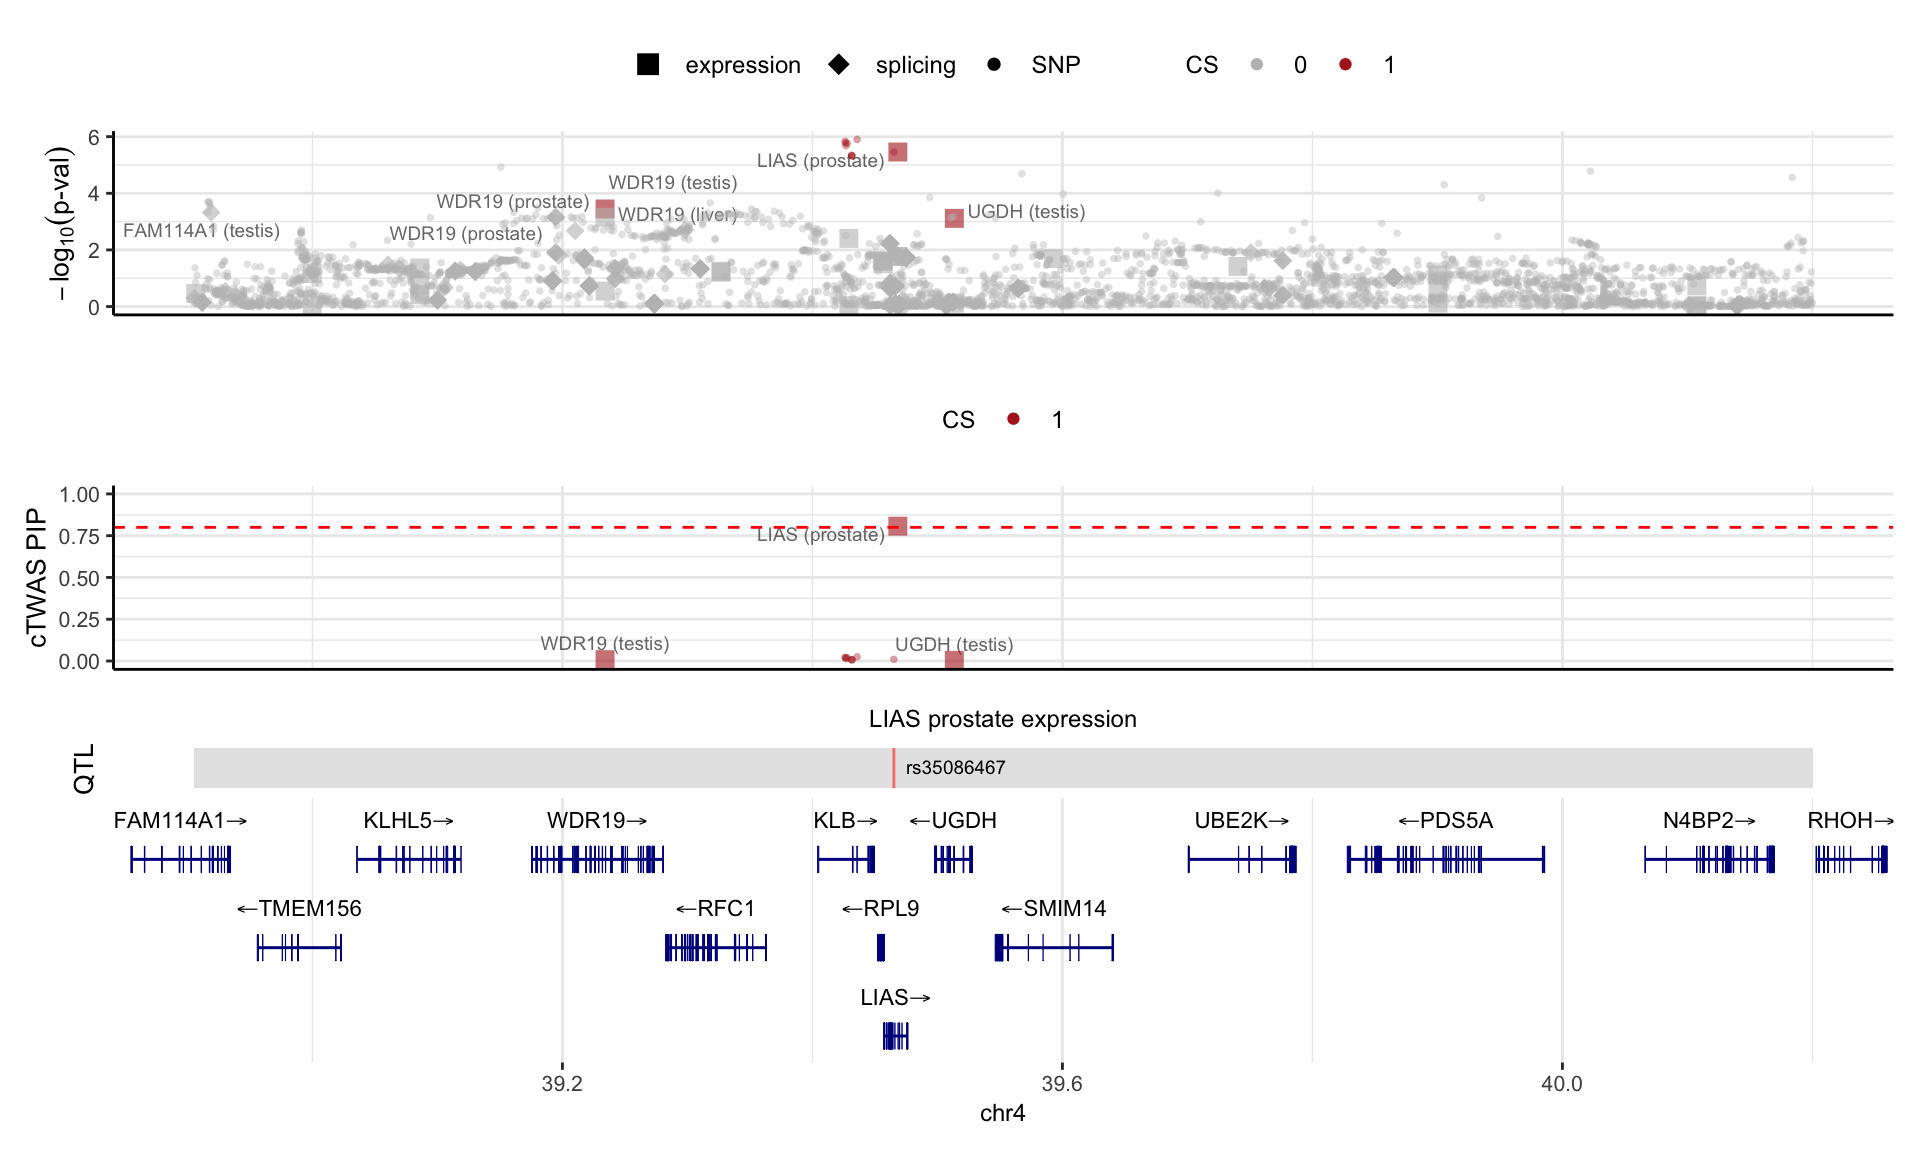 expression splicing SNP CS 0 1
−log10(p-val)
6
4
2
0
LIAS (prostate)
WDR19 (testis)
WDR19 (prostate)
WDR19 (liver)
UGDH (testis)
FAM114A1 (testis)
WDR19 (prostate)
CS 1
cTWAS PIP
1.00
0.75
0.50
0.25
0.00
LIAS (prostate)
WDR19 (testis)
UGDH (testis)
LIAS prostate expression
QTL
rs35086467
FAM114A1→ KLHL5→ WDR19→ KLB→ ←UGDH UBE2K→ ←PDS5A N4BP2→ RHOH→
←TMEM156 ←RFC1 ←RPL9 ←SMIM14
LIAS→
39.2 39.6 40.0
chr4